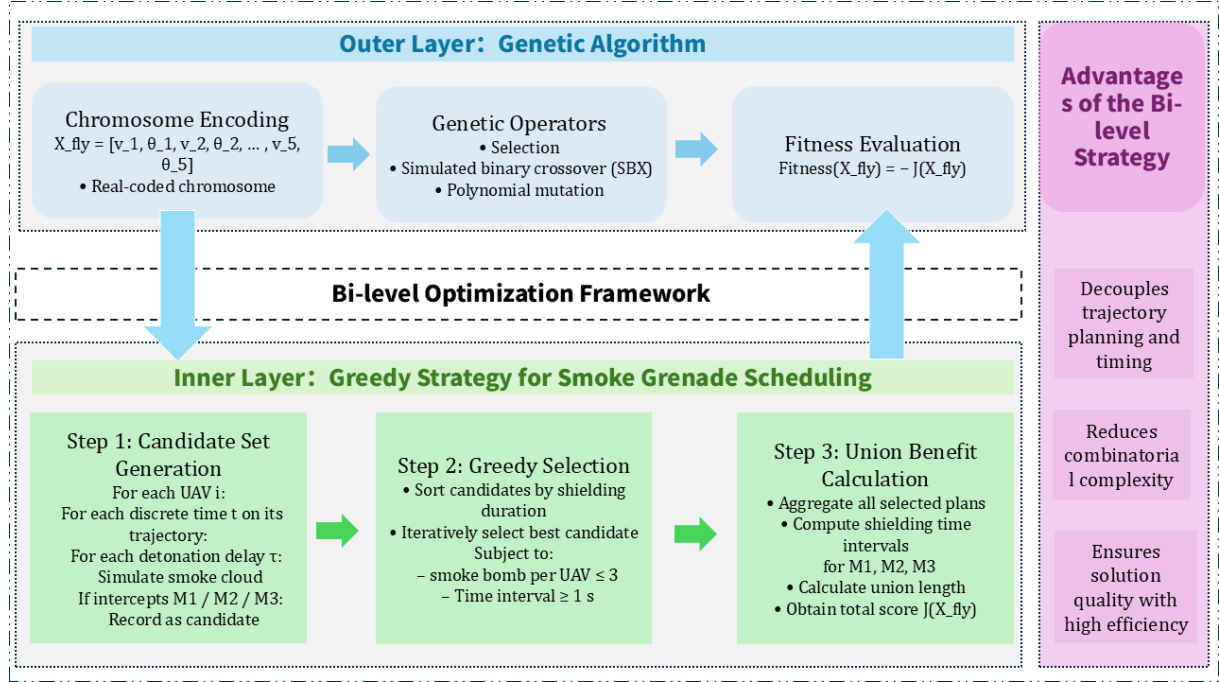 Outer Layer：Genetic Algorithm
Chromosome Encoding
X_fly = [v_1, θ_1, v_2, θ_2, ... , v_5,
θ_5]
• Real-coded chromosome
Genetic Operators
• Selection
• Simulated binary crossover (SBX)
• Polynomial mutation
Fitness Evaluation
Fitness(X_fly) = − J(X_fly)
Bi-level Optimization Framework
Inner Layer：Greedy Strategy for Smoke Grenade Scheduling
Step 1: Candidate Set
Generation
For each UAV i:
For each discrete time t on its
trajectory:
For each detonation delay τ:
Simulate smoke cloud
If intercepts M1 / M2 / M3:
Record as candidate
Step 2: Greedy Selection
• Sort candidates by shielding
duration
• Iteratively select best candidate
Subject to:
– smoke bomb per UAV ≤ 3
– Time interval ≥ 1 s
Step 3: Union Benefit
Calculation
• Aggregate all selected plans
• Compute shielding time
intervals
for M1, M2, M3
• Calculate union length
• Obtain total score J(X_fly)
Advantage
s of the Bi-
level
Strategy
Decouples
trajectory
planning and
timing
Reduces
combinatoria
l complexity
Ensures
solution
quality with
high efficiency